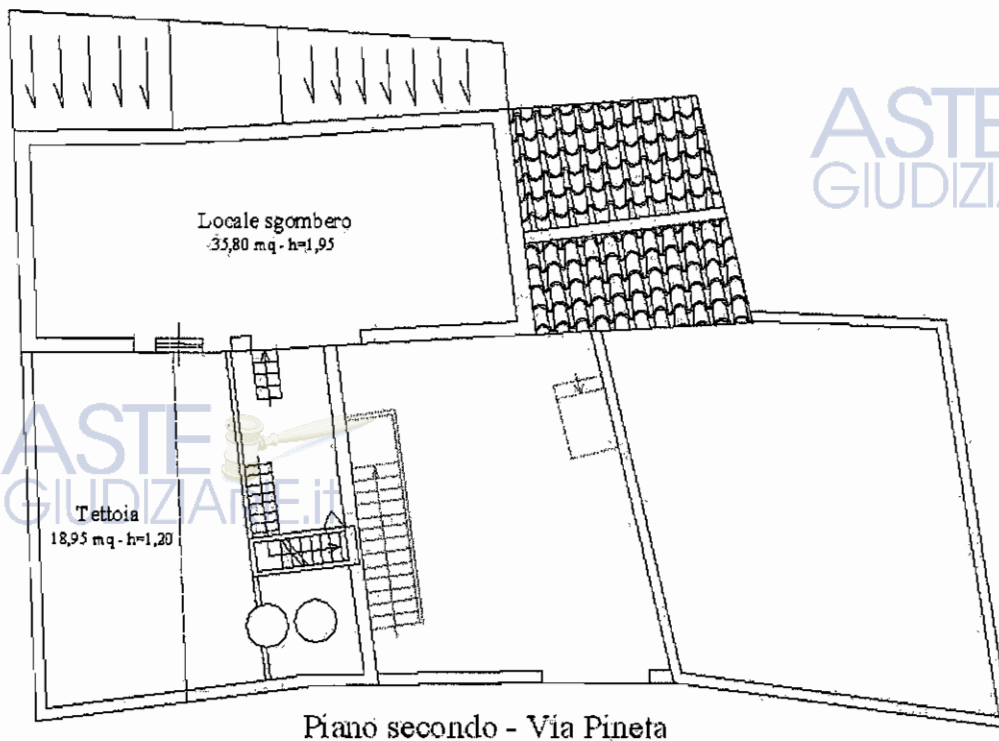 ASTE
GIUDIZIA
Locale sgombero
35,80 mq - h=1,95
ASTE
GIUDIZIARIE.it
Tettoia
18,95 mq - h=1,20
Piano secondo - Via Pineta